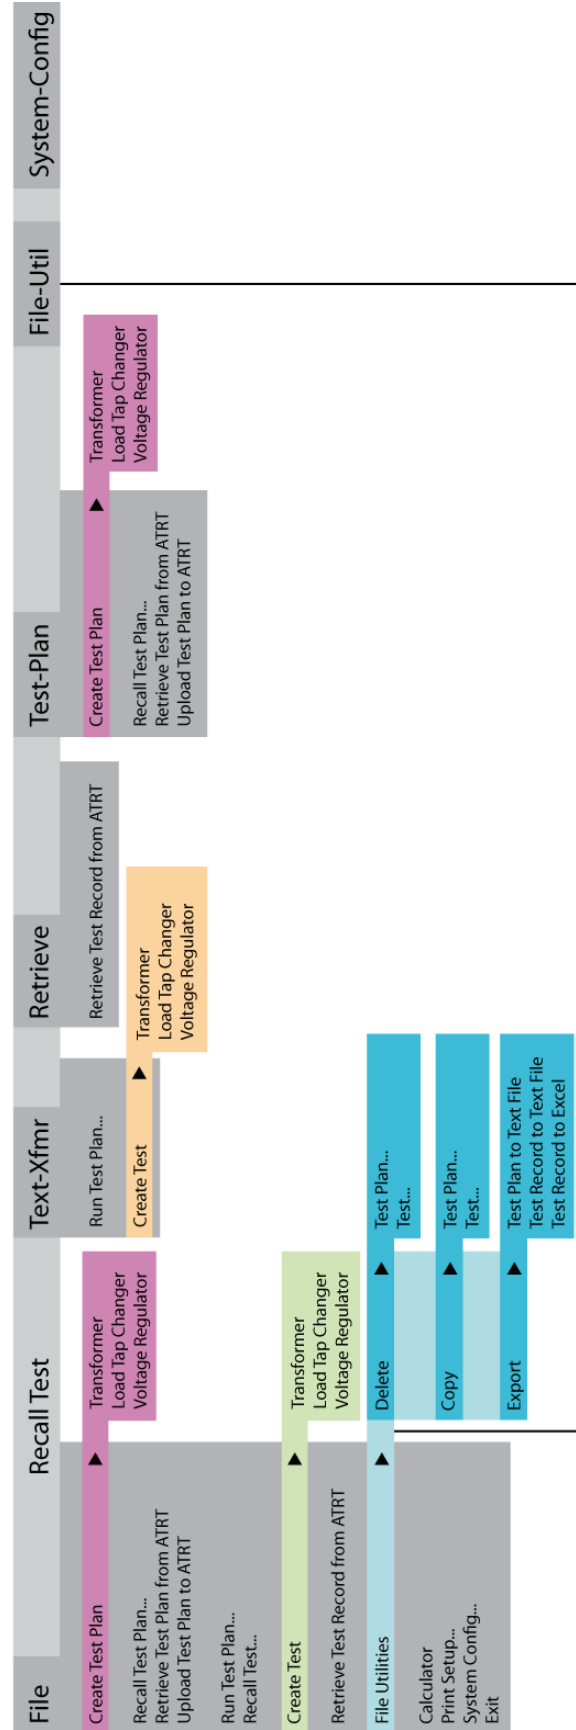 File
Recall Test
Text-Xfmr
Retrieve
Test-Plan
File-Util
System-Config
Create Test Plan
Transformer
Load Tap Changer
Voltage Regulator
Recall Test Plan...
Retrieve Test Plan from ATRT
Upload Test Plan to ATRT
Run Test Plan...
Recall Test...
Create Test
Transformer
Load Tap Changer
Voltage Regulator
Retrieve Test Record from ATRT
File Utilities
Delete
Test Plan...
Test...
Copy
Test Plan...
Test...
Export
Test Plan to Text File
Test Record to Text File
Test Record to Excel
Calculator
Print Setup...
System Config...
Exit
Run Test Plan...
Create Test
Transformer
Load Tap Changer
Voltage Regulator
Retrieve Test Record from ATRT
Create Test Plan
Transformer
Load Tap Changer
Voltage Regulator
Recall Test Plan...
Retrieve Test Plan from ATRT
Upload Test Plan to ATRT